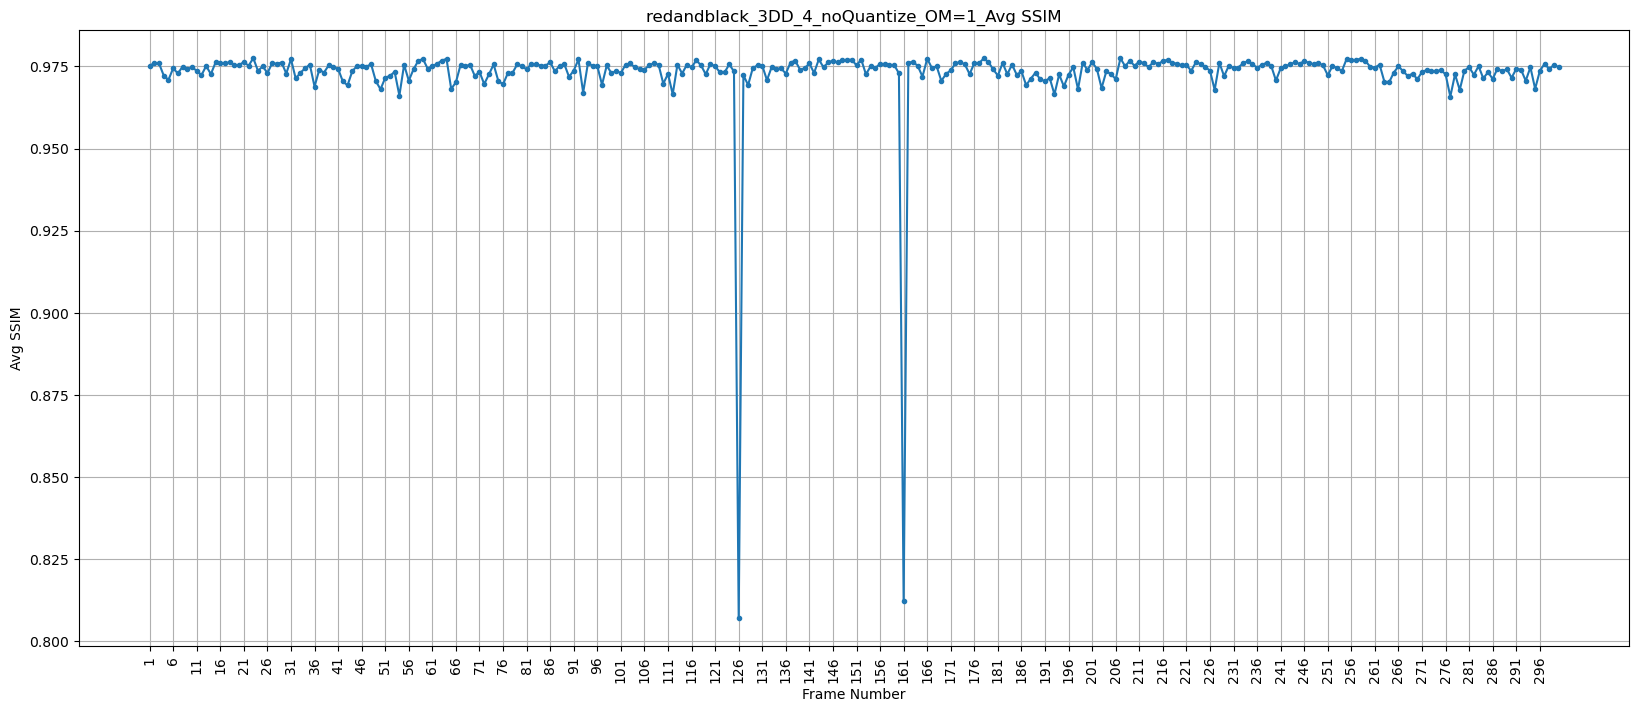 redandblack_3DD_4_noQuantize_OM=1_Avg SSIM
Avg SSIM
0.975
0.950
0.925
0.900
0.875
0.850
0.825
0.800
1 6 11 16 21 26 31 36 41 46 51 56 61 66 71 76 81 86 91 96 101 106 111 116 121 126 131 136 141 146 151 156 161 166 171 176 181 186 191 196 201 206 211 216 221 226 231 236 241 246 251 256 261 266 271 276 281 286 291 296
Frame Number